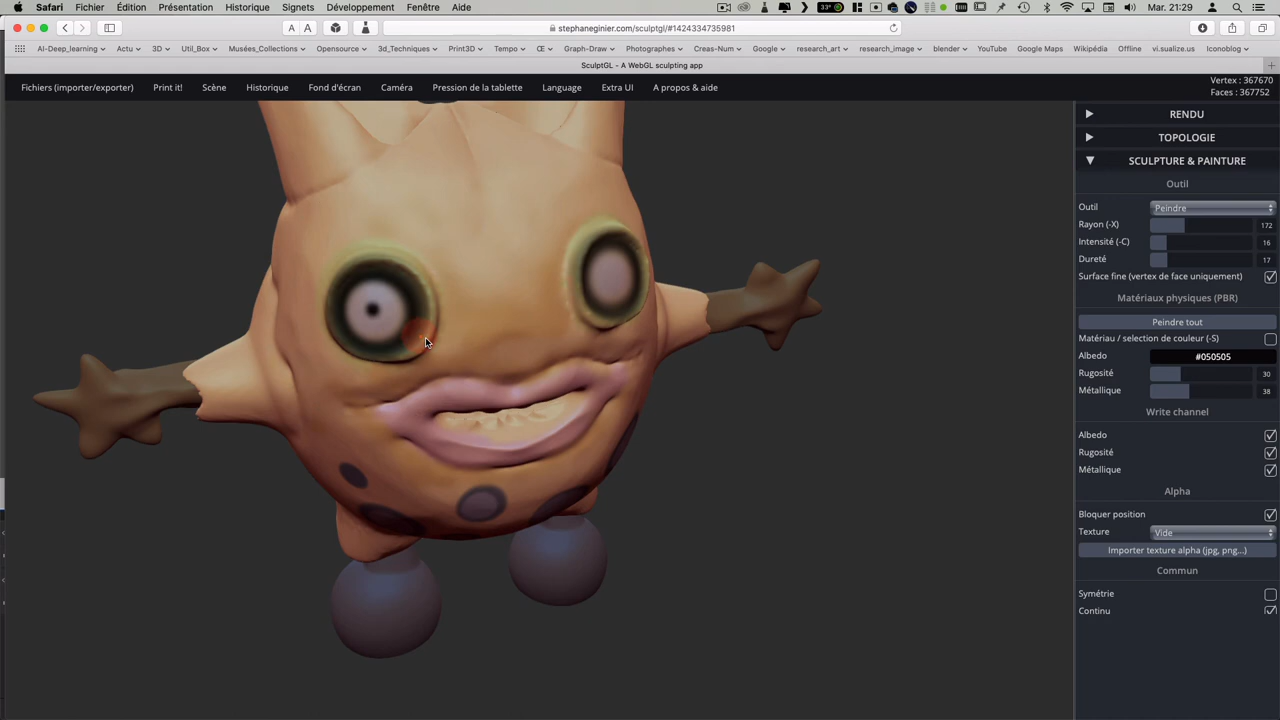 Safari Fichier Édition Présentation Historique Signets Développement Fenêtre Aide 33° Mar. 21:29
A A stephaneginier.com/sculptgl/#1424334735981
AI-Deep_learning Actu 3D Util_Box Musées_Collections Opensource 3d_Techniques Print3D Tempo Œ Graph-Draw Photographes Creas-Num Google research_art research_image blender YouTube Google Maps Wikipédia Offline vi.sualize.us Iconoblog
SculptGL - A WebGL sculpting app
Fichiers (importer/exporter) Print it! Scène Historique Fond d'écran Caméra Pression de la tablette Language Extra UI A propos & aide
Vertex : 367670
Faces : 367752
RENDU
TOPOLOGIE
SCULPTURE & PAINTURE
Outil
Outil Peindre
Rayon (-X) 172
Intensité (-C) 16
Dureté 17
Surface fine (vertex de face uniquement)
Matériaux physiques (PBR)
Peindre tout
Matériau / selection de couleur (-S)
Albedo #050505
Rugosité 30
Métallique 38
Write channel
Albedo
Rugosité
Métallique
Alpha
Bloquer position
Texture Vide
Importer texture alpha (jpg, png...)
Commun
Symétrie
Continu